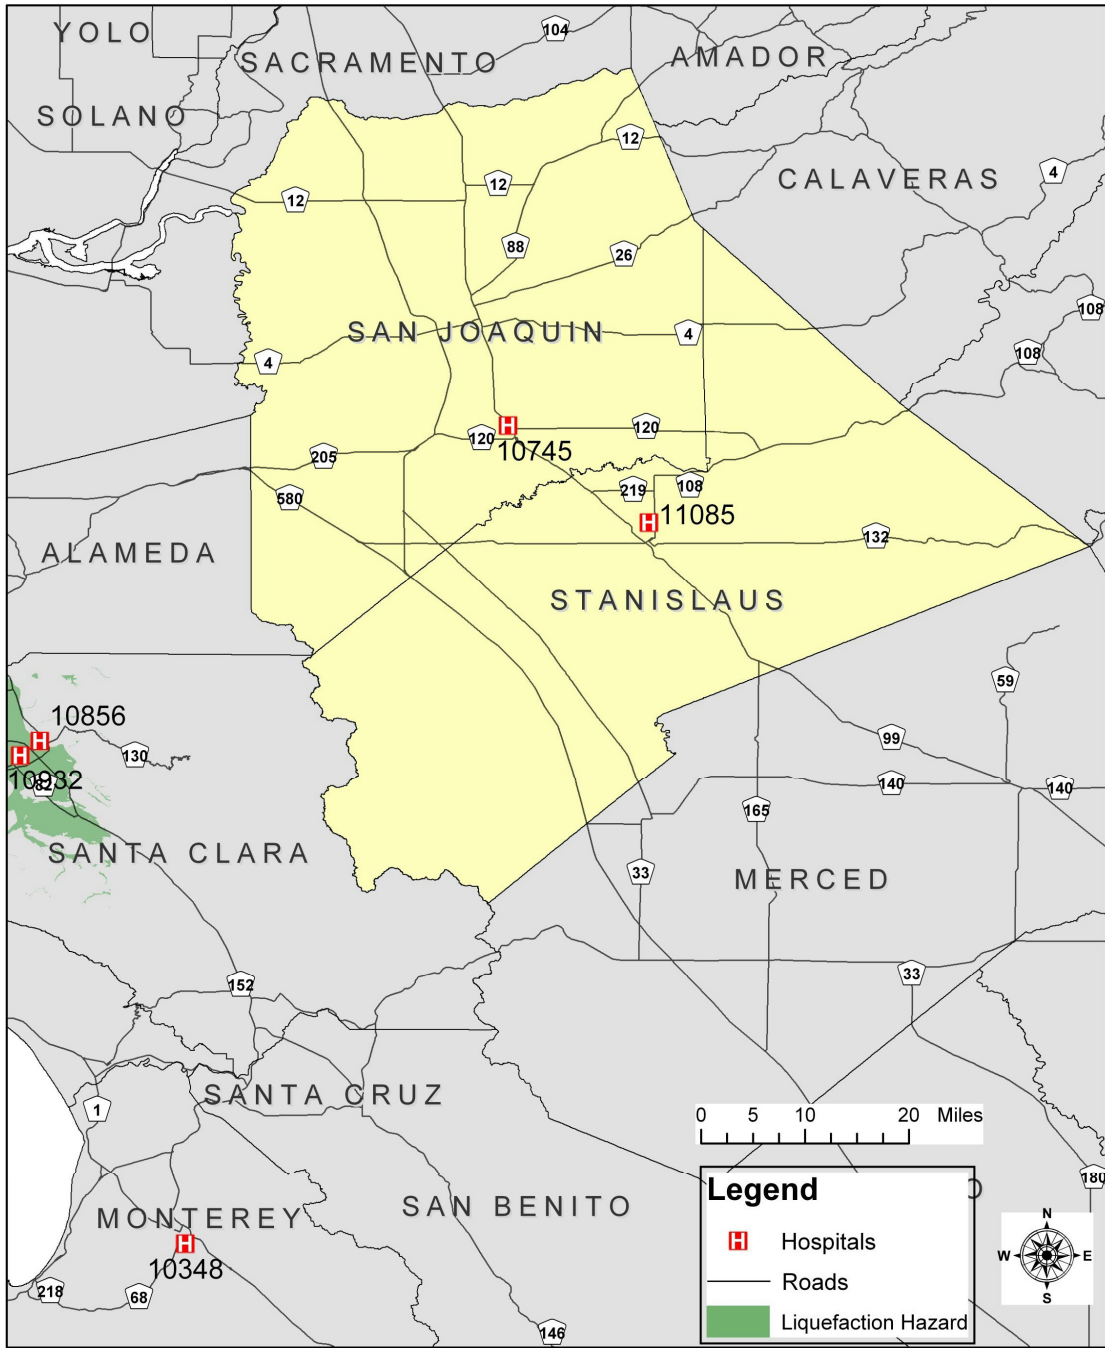 YOLO
104
SACRAMENTO
AMADOR
SOLANO
12
12
12
CALAVERAS
4
88
26
108
SAN JOAQUIN
4
4
108
120
10745
120
205
580
219
108
11085
132
ALAMEDA
STANISLAUS
59
10856
99
130
10932
82
140
140
165
SANTA CLARA
33
MERCED
33
152
SANTA CRUZ
1
0 5 10 20 Miles
180
Legend
O
SAN BENITO
MONTEREY
H Hospitals
N
W E
S
10348
Roads
218
68
146
Liquefaction Hazard